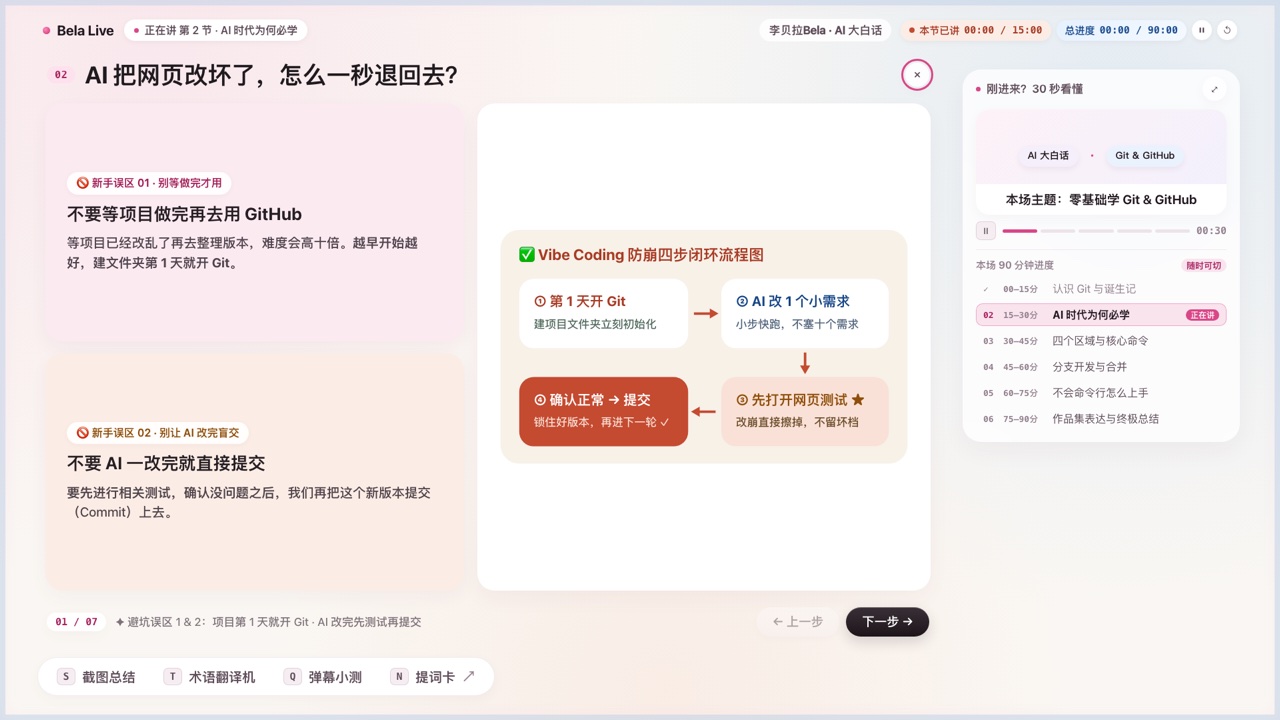 Bela Live
正在讲 第 2 节 · AI 时代为何必学
李贝拉Bela · AI 大白话
本节已讲 00:00 / 15:00
总进度 00:00 / 90:00
02
AI 把网页改坏了，怎么一秒退回去?
🚫 新手误区 01 · 别等做完才用
不要等项目做完再去用 GitHub
等项目已经改乱了再去整理版本，难度会高十倍。越早开始越
好，建文件夹第 1 天就开 Git。
🚫 新手误区 02 · 别让 AI 改完盲交
不要 AI 一改完就直接提交
要先进行相关测试，确认没问题之后，我们再把这个新版本提交
（Commit）上去。
✅ Vibe Coding 防崩四步闭环流程图
① 第 1 天开 Git
建项目文件夹立刻初始化
② AI 改 1 个小需求
小步快跑，不塞十个需求
④ 确认正常 → 提交
锁住好版本，再进下一轮 ✓
③ 先打开网页测试 ★
改崩直接擦掉，不留坏档
刚进来？30 秒看懂
AI 大白话 · Git & GitHub
本场主题：零基础学 Git & GitHub
00:30
本场 90 分钟进度
随时可切
✓ 00—15分 认识 Git 与诞生记
02 15—30分 AI 时代为何必学 正在讲
03 30—45分 四个区域与核心命令
04 45—60分 分支开发与合并
05 60—75分 不会命令行怎么上手
06 75—90分 作品集表达与终极总结
01 / 07
✦ 避坑误区 1 & 2：项目第 1 天就开 Git · AI 改完先测试再提交
← 上一步
下一步 →
S 截图总结
T 术语翻译机
Q 弹幕小测
N 提词卡 ↗